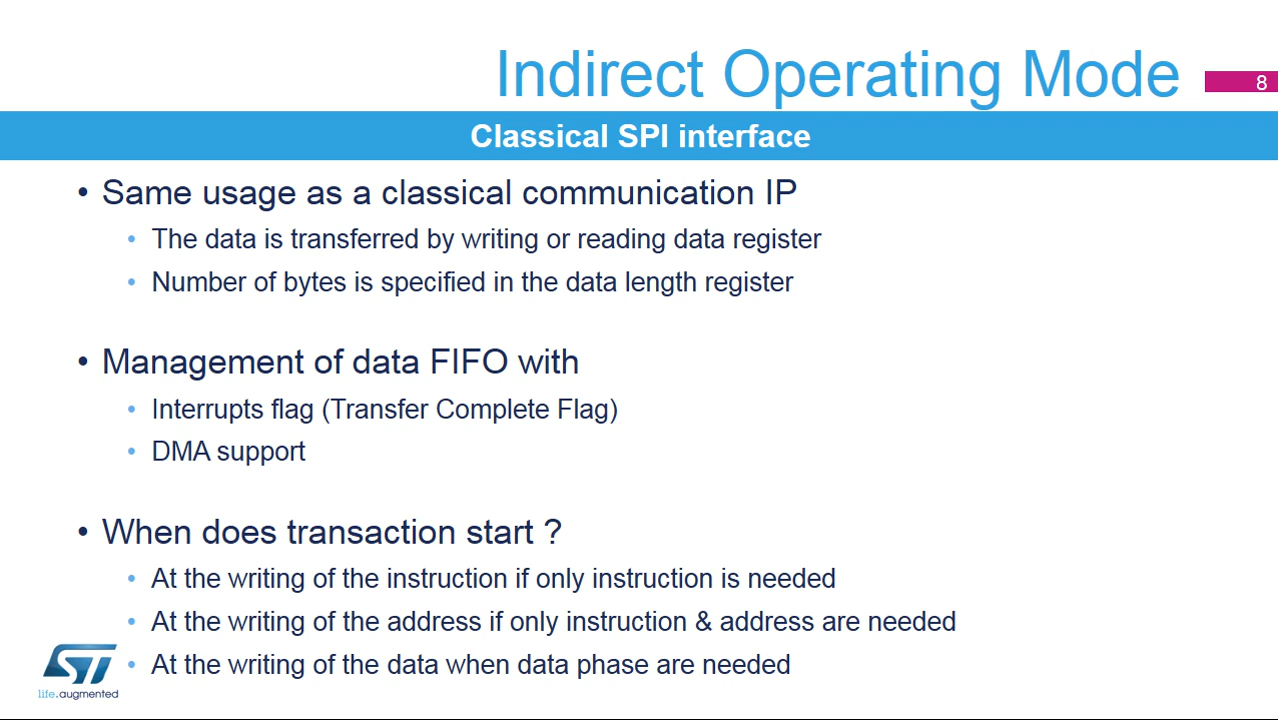 Indirect Operating Mode
8
Classical SPI interface
• Same usage as a classical communication IP
• The data is transferred by writing or reading data register
• Number of bytes is specified in the data length register
• Management of data FIFO with
• Interrupts flag (Transfer Complete Flag)
• DMA support
• When does transaction start ?
• At the writing of the instruction if only instruction is needed
• At the writing of the address if only instruction & address are needed
• At the writing of the data when data phase are needed
ST
life.augmented